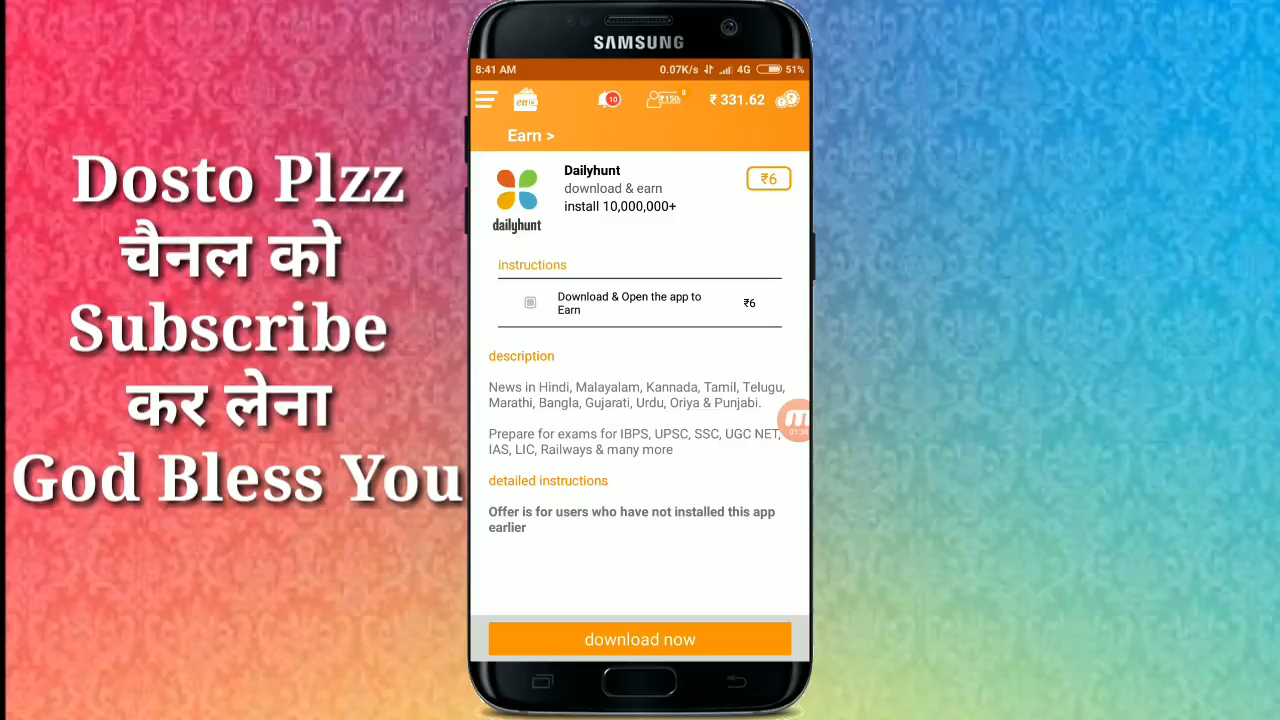 Dosto Plzz
चैनल को
Subscribe
कर लेना
God Bless You
SAMSUNG
8:41 AM
0.07K/s 4G 51%
10
₹150
8
₹ 331.62
Earn >
Dailyhunt
download & earn
install 10,000,000+
₹6
dailyhunt
instructions
Download & Open the app to
Earn
₹6
description
News in Hindi, Malayalam, Kannada, Tamil, Telugu,
Marathi, Bangla, Gujarati, Urdu, Oriya & Punjabi.
Prepare for exams for IBPS, UPSC, SSC, UGC NET,
IAS, LIC, Railways & many more
detailed instructions
Offer is for users who have not installed this app
earlier
download now